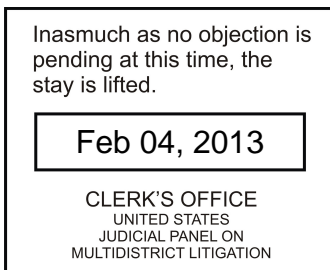 Inasmuch as no objection is
pending at this time, the
stay is lifted.
Feb 04, 2013
CLERK'S OFFICE
UNITED STATES
JUDICIAL PANEL ON
MULTIDISTRICT LITIGATION